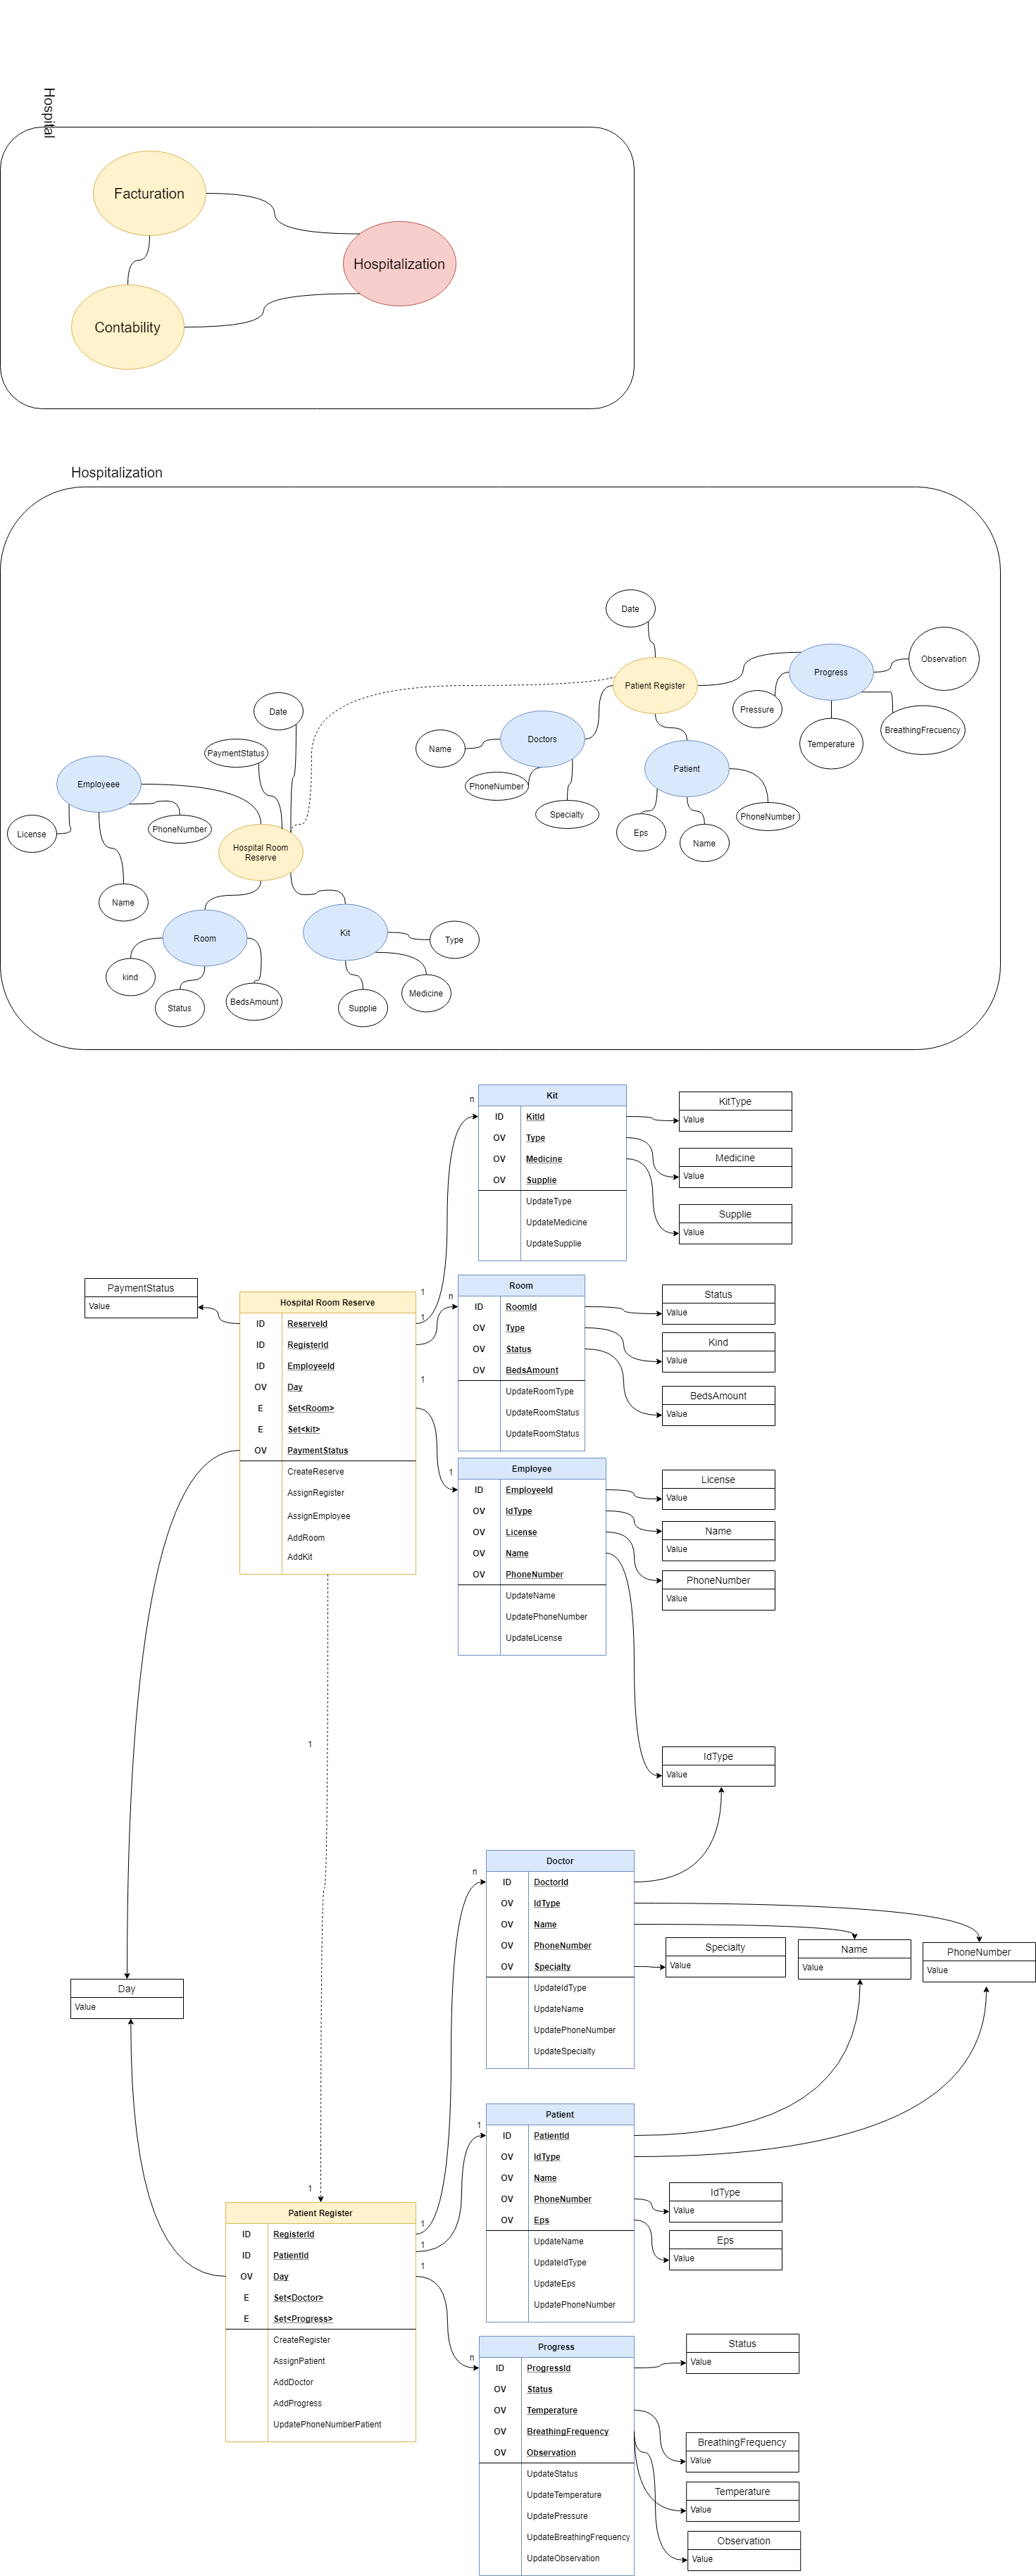 Hospital
Facturation
Hospitalization
Contability
Hospitalization
Date
Observation
Progress
Patient Register
Date
Pressure
BreathingFrecuency
Doctors
Name
Temperature
PaymentStatus
Patient
Employeee
PhoneNumber
Specialty
PhoneNumber
PhoneNumber
License
Eps
Name
Hospital Room
Reserve
Name
Room
Kit
Type
kind
Medicine
Status
BedsAmount
Supplie
n
Kit
ID KitId
OV Type
OV Medicine
OV Supplie
UpdateType
UpdateMedicine
UpdateSupplie
KitType
Value
Medicine
Value
Supplie
Value
PaymentStatus
Value
Hospital Room Reserve
ID ReserveId
ID RegisterId
ID EmployeeId
OV Day
E Set<Room>
E Set<kit>
OV PaymentStatus
CreateReserve
AssignRegister
AssignEmployee
AddRoom
AddKit
1
1
1
n
1
Room
ID RoomId
OV Type
OV Status
OV BedsAmount
UpdateRoomType
UpdateRoomStatus
UpdateRoomStatus
Status
Value
Kind
Value
BedsAmount
Value
Employee
ID EmployeeId
OV IdType
OV License
OV Name
OV PhoneNumber
UpdateName
UpdatePhoneNumber
UpdateLicense
License
Value
Name
Value
PhoneNumber
Value
1
IdType
Value
n
Doctor
ID DoctorId
OV IdType
OV Name
OV PhoneNumber
OV Specialty
UpdateIdType
UpdateName
UpdatePhoneNumber
UpdateSpecialty
Specialty
Value
Name
Value
PhoneNumber
Value
Day
Value
1
Patient
ID PatientId
OV IdType
OV Name
OV PhoneNumber
OV Eps
UpdateName
UpdateIdType
UpdateEps
UpdatePhoneNumber
IdType
Value
Eps
Value
1
Patient Register
ID RegisterId
ID PatientId
OV Day
E Set<Doctor>
E Set<Progress>
CreateRegister
AssignPatient
AddDoctor
AddProgress
UpdatePhoneNumberPatient
1
1
1
n
Progress
ID ProgressId
OV Status
OV Temperature
OV BreathingFrequency
OV Observation
UpdateStatus
UpdateTemperature
UpdatePressure
UpdateBreathingFrequency
UpdateObservation
Status
Value
BreathingFrequency
Value
Temperature
Value
Observation
Value